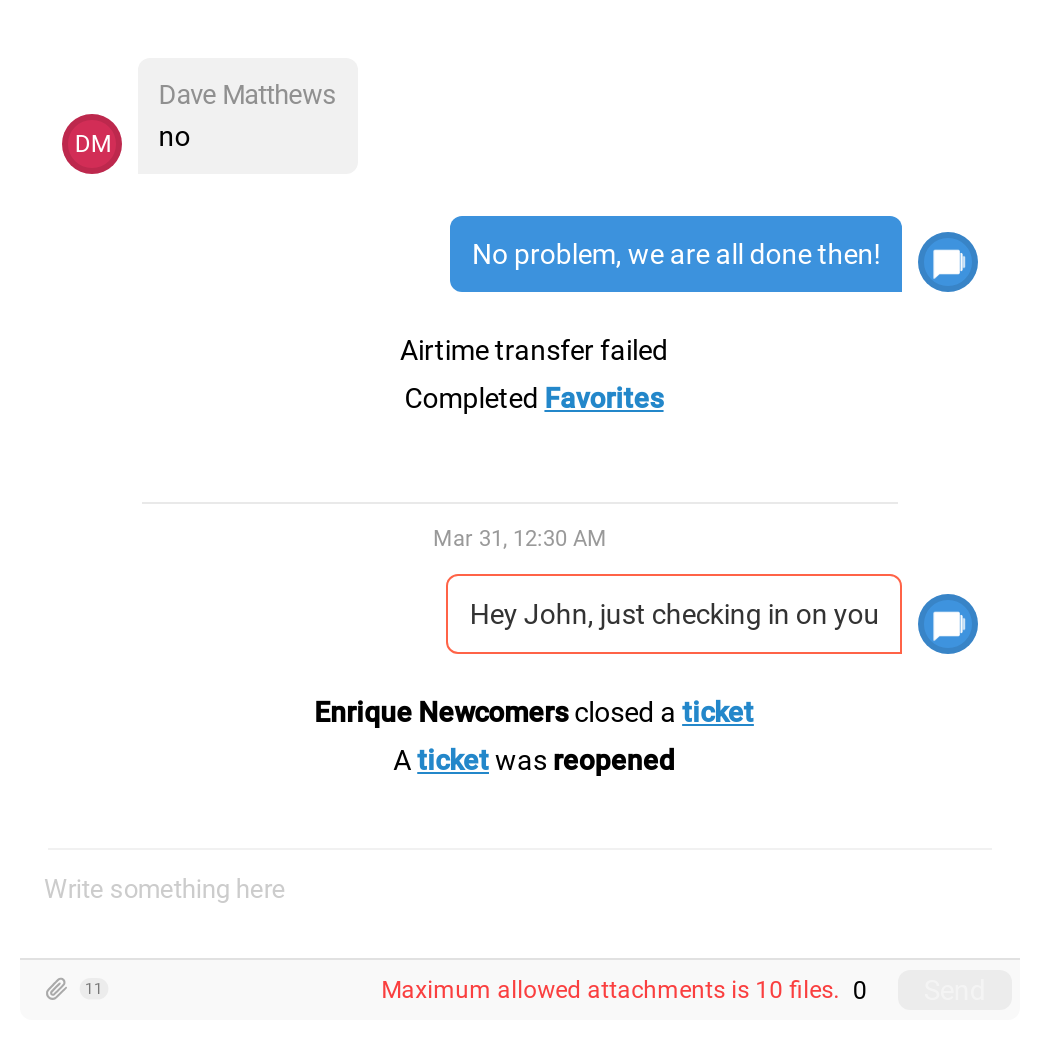 Dave Matthews
DM
no
No problem, we are all done then!
Airtime transfer failed
Completed Favorites
Mar 31, 12:30 AM
Hey John, just checking in on you
Enrique Newcomers closed a ticket
A ticket was reopened
Write something here
11 Maximum allowed attachments is 10 files. 0 Send